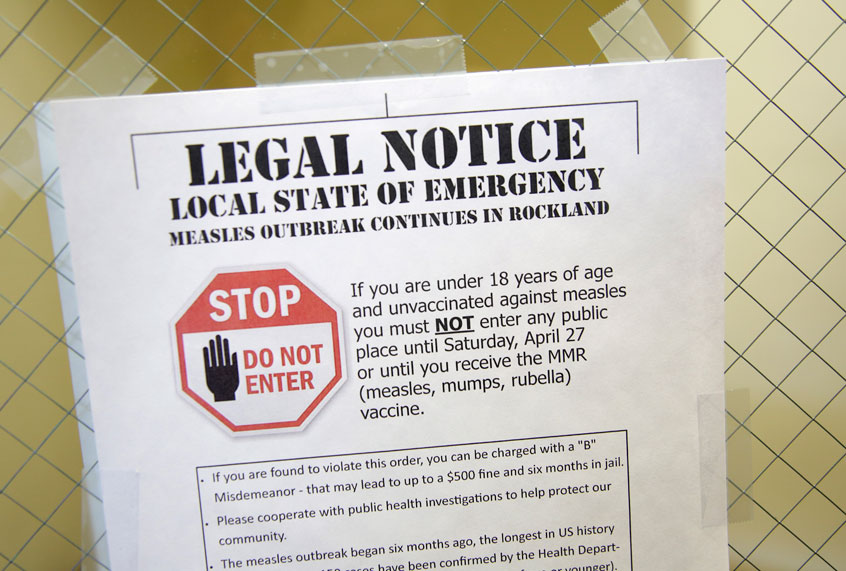 LEGAL NOTICE
LOCAL STATE OF EMERGENCY
MEASLES OUTBREAK CONTINUES IN ROCKLAND
STOP
DO NOT
ENTER
If you are under 18 years of age
and unvaccinated against measles
you must NOT enter any public
place until Saturday, April 27
or until you receive the MMR
(measles, mumps, rubella)
vaccine.
. If you are found to violate this order, you can be charged with a "B"
Misdemeanor - that may lead to up to a $500 fine and six months in jail.
. Please cooperate with public health investigations to help protect our
community.
. The measles outbreak began six months ago, the longest in US history
cases have been confirmed by the Health Depart-
or younger).